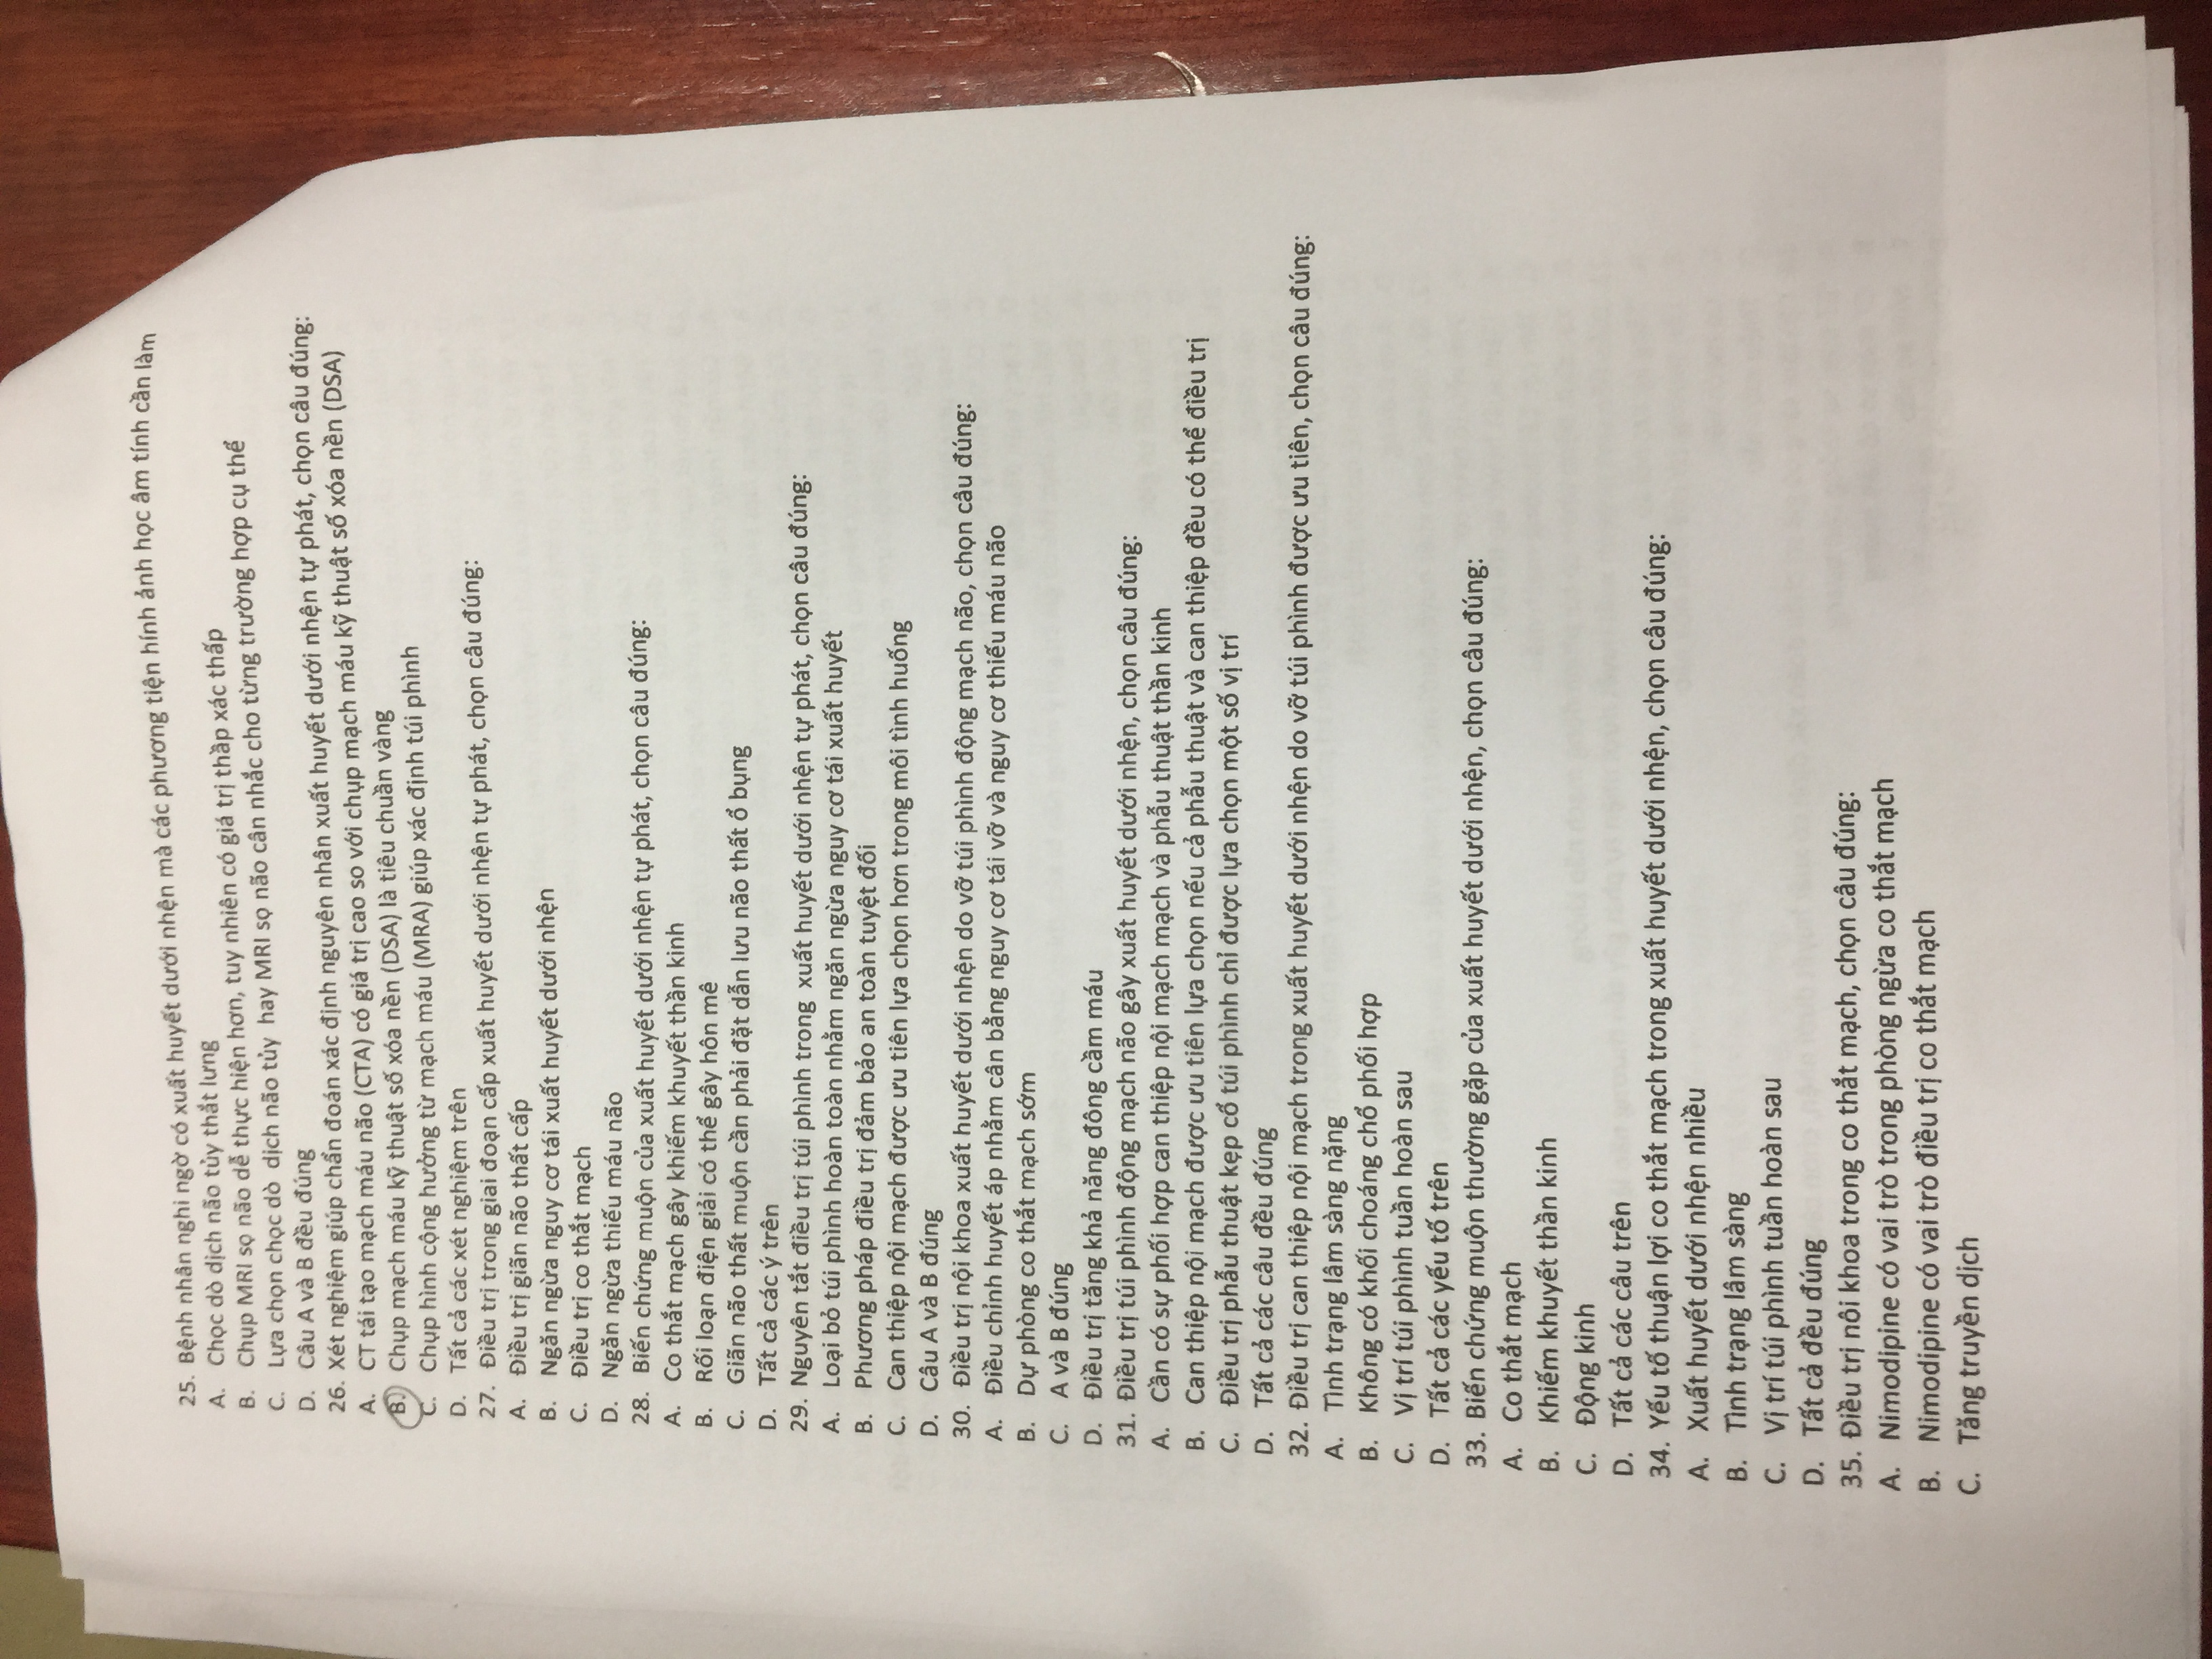 25. Bệnh nhân nghi ngờ có xuất huyết dưới nhện mà các phương tiện hính ảnh học âm tính cần làm
A. Chọc dò dịch não tủy thắt lưng
B. Chụp MRI sọ não dễ thực hiện hơn, tuy nhiên có giá trị thầp xác thấp
C. Lựa chọn chọc dò dịch não tủy hay MRI sọ não cân nhắc cho từng trường hợp cụ thể
D. Câu A và B đều đúng
26. Xét nghiệm giúp chẩn đoán xác định nguyên nhân xuất huyết dưới nhện tự phát, chọn câu đúng:
A. CT tái tạo mạch máu não (CTA) có giá trị cao so với chụp mạch máu kỹ thuật số xóa nền (DSA)
B. Chụp mạch máu kỹ thuật số xóa nền (DSA) là tiêu chuần vàng
C. Chụp hình cộng hưởng từ mạch máu (MRA) giúp xác định túi phình
D. Tất cả các xét nghiệm trên
27. Điều trị trong giai đoạn cấp xuất huyết dưới nhện tự phát, chọn câu đúng:
A. Điều trị giãn não thất cấp
B. Ngăn ngừa nguy cơ tái xuất huyết dưới nhện
C. Điều trị co thắt mạch
D. Ngăn ngừa thiếu máu não
28. Biến chứng muộn của xuất huyết dưới nhện tự phát, chọn câu đúng:
A. Co thắt mạch gây khiếm khuyết thần kinh
B. Rối loạn điện giải có thể gây hôn mê
C. Giãn não thất muộn cần phải đặt dẫn lưu não thất ổ bụng
D. Tất cả các ý trên
29. Nguyên tắt điều trị túi phình trong xuất huyết dưới nhện tự phát, chọn câu đúng:
A. Loại bỏ túi phình hoàn toàn nhằm ngăn ngừa nguy cơ tái xuất huyết
B. Phương pháp điều trị đảm bảo an toàn tuyệt đối
C. Can thiệp nội mạch được ưu tiên lựa chọn hơn trong môi tình huống
D. Câu A và B đúng
30. Điều trị nội khoa xuất huyết dưới nhện do vỡ túi phình động mạch não, chọn câu đúng:
A. Điều chỉnh huyết áp nhằm cân bằng nguy cơ tái vỡ và nguy cơ thiếu máu não
B. Dự phòng co thắt mạch sớm
C. A và B đúng
D. Điều trị tăng khả năng đông cầm máu
31. Điều trị túi phình động mạch não gây xuất huyết dưới nhện, chọn câu đúng:
A. Cần có sự phối hợp can thiệp nội mạch mạch và phẫu thuật thần kinh
B. Can thiệp nội mạch được ưu tiên lựa chọn nếu cả phẫu thuật và can thiệp đều có thể điều trị
C. Điều trị phẫu thuật kẹp cổ túi phình chỉ được lựa chọn một số vị trí
D. Tất cả các câu đều đúng
32. Điều trị can thiệp nội mạch trong xuất huyết dưới nhện do vỡ túi phình được ưu tiên, chọn câu đúng:
A. Tình trạng lâm sàng nặng
B. Không có khối choáng chổ phối hợp
C. Vị trí túi phình tuần hoàn sau
D. Tất cả các yếu tố trên
33. Biến chứng muộn thường gặp của xuất huyết dưới nhện, chọn câu đúng:
A. Co thắt mạch
B. Khiếm khuyết thần kinh
C. Động kinh
D. Tất cả các câu trên
34. Yếu tố thuận lợi co thắt mạch trong xuất huyết dưới nhện, chọn câu đúng:
A. Xuất huyết dưới nhện nhiều
B. Tình trạng lâm sàng
C. Vị trí túi phình tuần hoàn sau
D. Tất cả đều đúng
35. Điều trị nôi khoa trong co thắt mạch, chọn câu đúng:
A. Nimodipine có vai trò trong phòng ngừa co thắt mạch
B. Nimodipine có vai trò điều trị co thắt mạch
C. Tăng truyền dịch